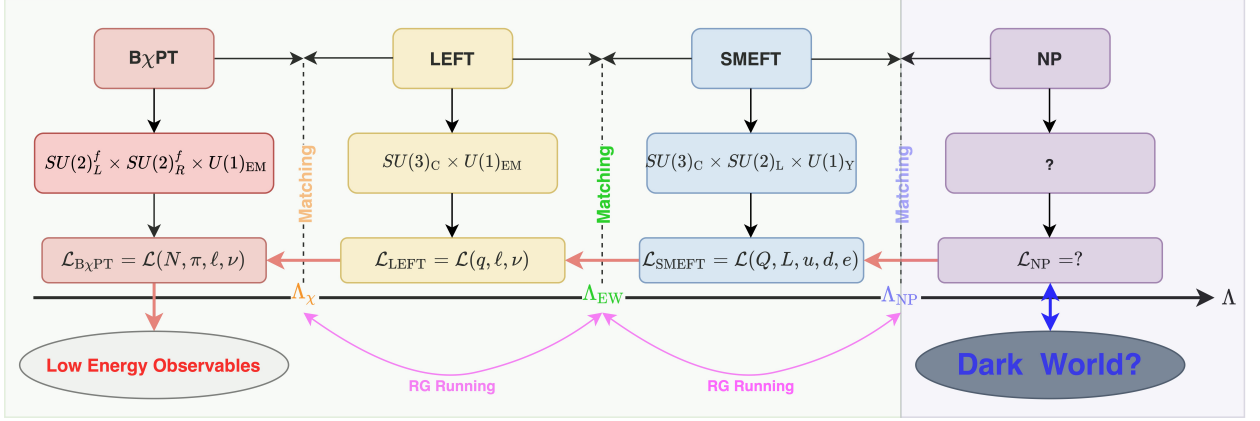 BχPT
LEFT
SMEFT
NP
SU(2)_L^f × SU(2)_R^f × U(1)_EM
SU(3)_C × U(1)_EM
SU(3)_C × SU(2)_L × U(1)_Y
?
Matching
Matching
Matching
ℒ_BχPT = ℒ(N, π, ℓ, ν)
ℒ_LEFT = ℒ(q, ℓ, ν)
ℒ_SMEFT = ℒ(Q, L, u, d, e)
ℒ_NP =?
Λ_χ
Λ_EW
Λ_NP
Λ
Low Energy Observables
RG Running
RG Running
Dark World?